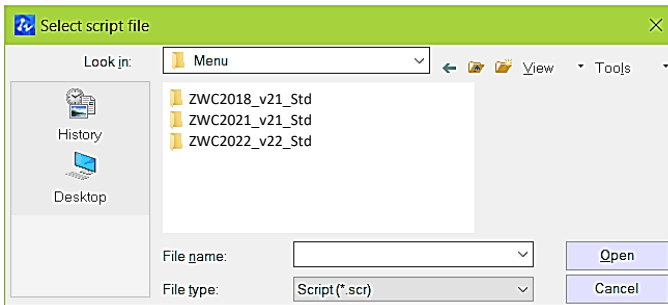 Select script file
Look in: Menu View Tools
ZWC2018_v21_Std
ZWC2021_v21_Std
ZWC2022_v22_Std
History
Desktop
File name: Open
File type: Script (*.scr) Cancel